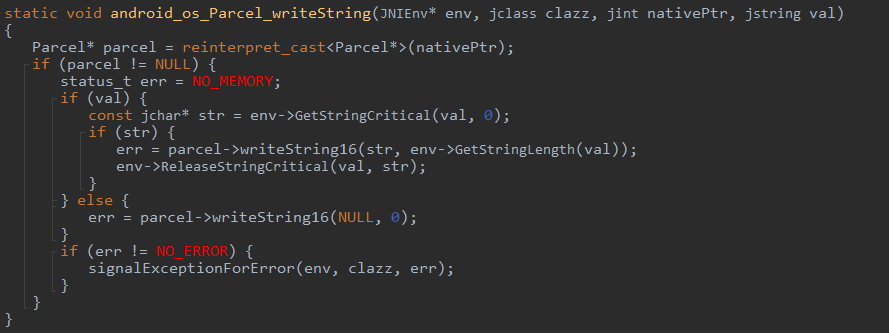 static void android_os_Parcel_writeString(JNIEnv* env, jclass clazz, jint nativePtr, jstring val)
{
    Parcel* parcel = reinterpret_cast<Parcel*>(nativePtr);
    if (parcel != NULL) {
        status_t err = NO_MEMORY;
        if (val) {
            const jchar* str = env->GetStringCritical(val, 0);
            if (str) {
                err = parcel->writeString16(str, env->GetStringLength(val));
                env->ReleaseStringCritical(val, str);
            }
        } else {
            err = parcel->writeString16(NULL, 0);
        }
        if (err != NO_ERROR) {
            signalExceptionForError(env, clazz, err);
        }
    }
}